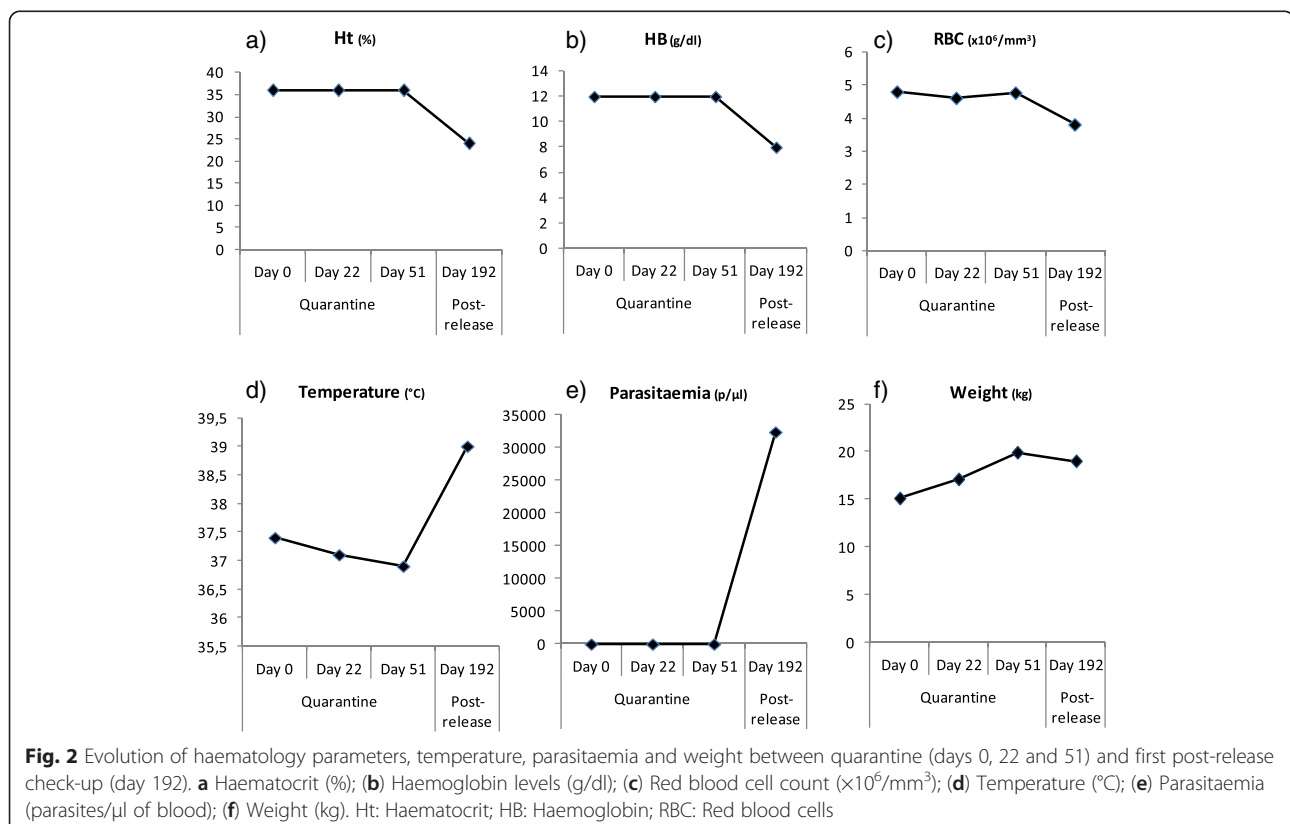 a)
Ht (%)
40
35
30
25
20
15
10
5
0
Day 0 Day 22 Day 51 Day 192
Quarantine Post-
release
b)
HB (g/dl)
14
12
10
8
6
4
2
0
Day 0 Day 22 Day 51 Day 192
Quarantine Post-
release
c)
RBC (x10⁶/mm³)
6
5
4
3
2
1
0
Day 0 Day 22 Day 51 Day 192
Quarantine Post-
release
d)
Temperature (°C)
39,5
39
38,5
38
37,5
37
36,5
36
35,5
Day 0 Day 22 Day 51 Day 192
Quarantine Post-
release
e)
Parasitaemia (p/µl)
35000
30000
25000
20000
15000
10000
5000
0
Day 0 Day 22 Day 51 Day 192
Quarantine Post-
release
f)
Weight (kg)
25
20
15
10
5
0
Day 0 Day 22 Day 51 Day 192
Quarantine Post-
release
Fig. 2 Evolution of haematology parameters, temperature, parasitaemia and weight between quarantine (days 0, 22 and 51) and first post-release
check-up (day 192). a Haematocrit (%); (b) Haemoglobin levels (g/dl); (c) Red blood cell count (×10⁶/mm³); (d) Temperature (°C); (e) Parasitaemia
(parasites/µl of blood); (f) Weight (kg). Ht: Haematocrit; HB: Haemoglobin; RBC: Red blood cells